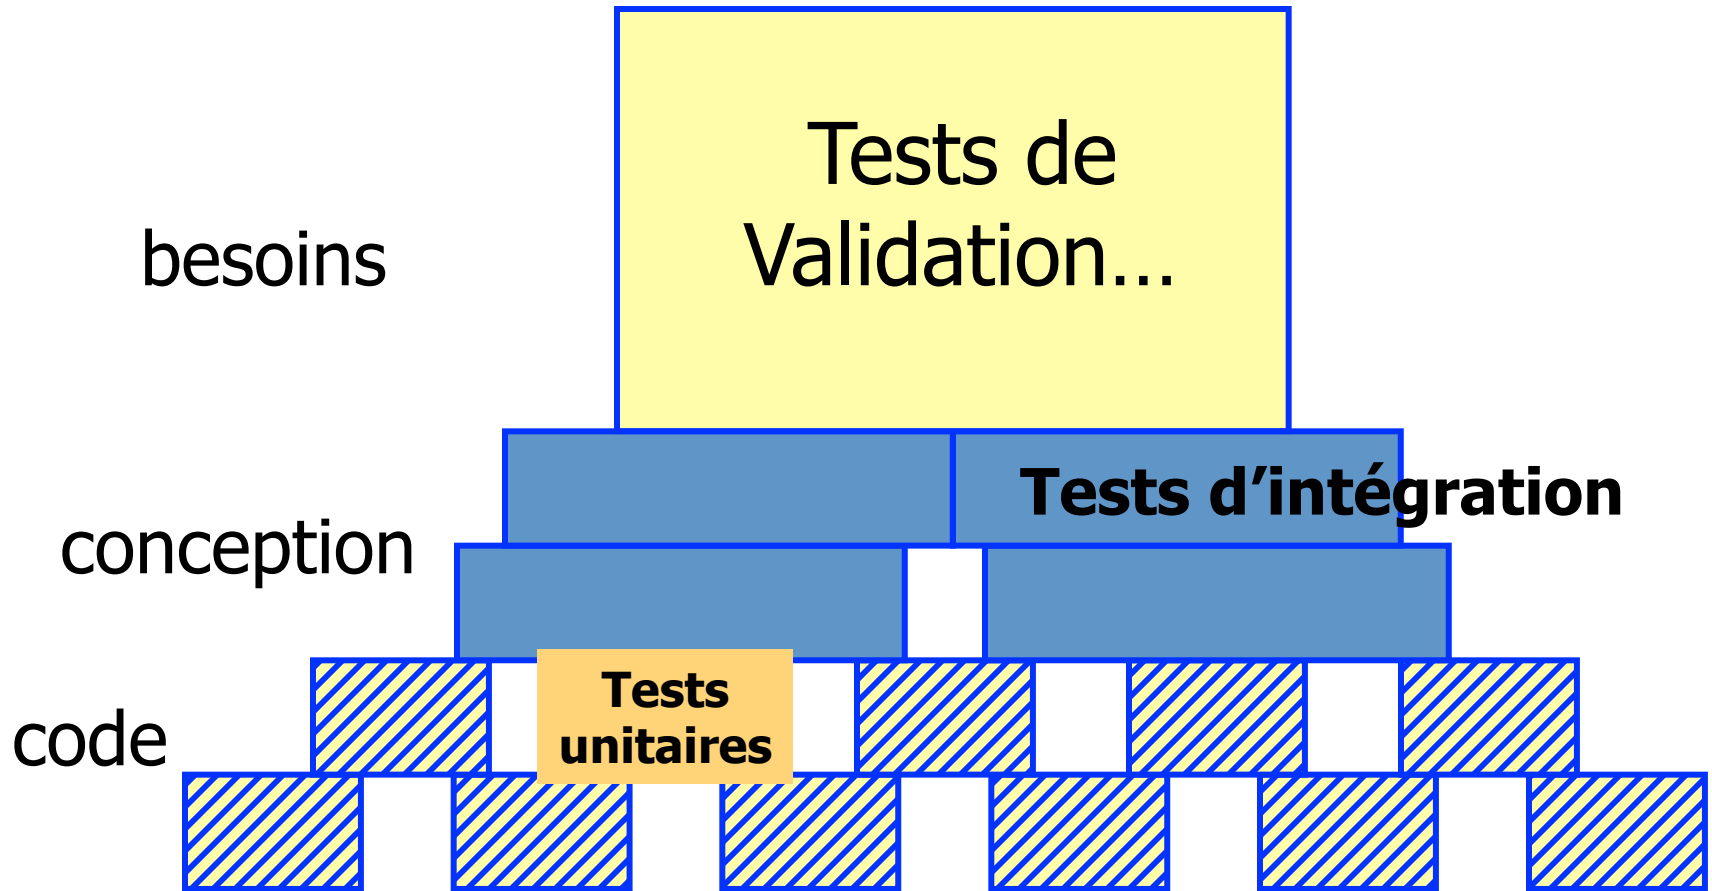 Tests de
Validation...
besoins
Tests d’intégration
conception
Tests
unitaires
code